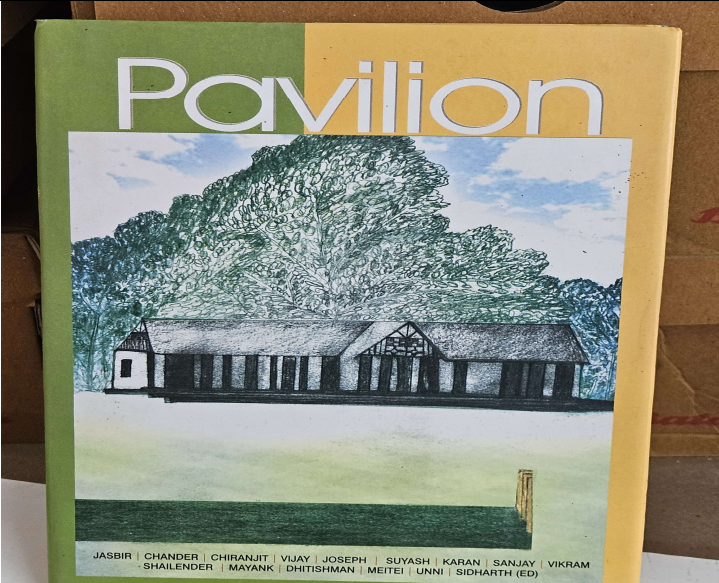 Pavilion
JASBIR | CHANDER | CHIRANJIT | VIJAY | JOSEPH | SUYASH | KARAN | SANJAY | VIKRAM
SHAILENDER | MAYANK | DHITISHMAN | MEITEI | UNNI | SIDHARTH (ED)